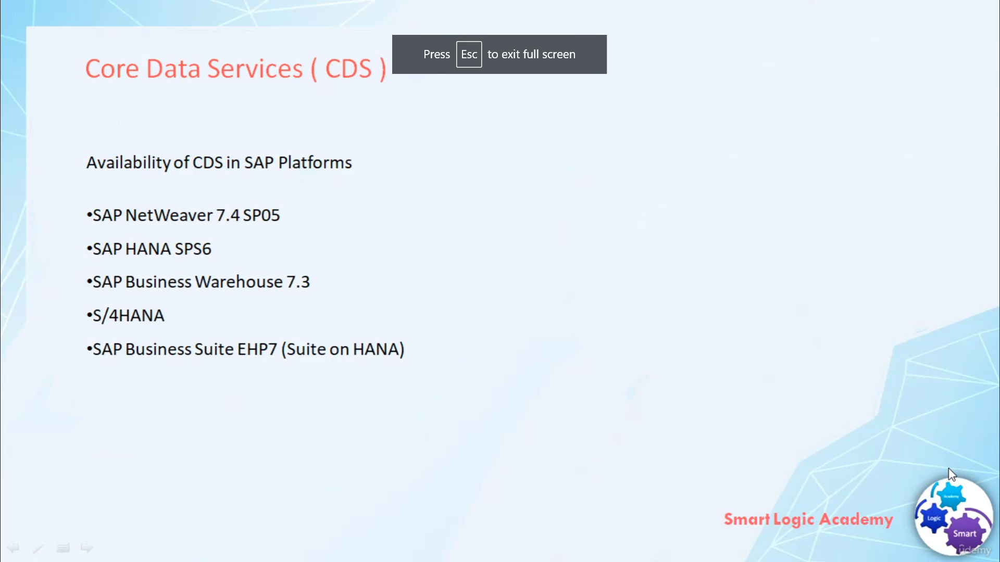 Press Esc to exit full screen
Core Data Services ( CDS )
Availability of CDS in SAP Platforms
•SAP NetWeaver 7.4 SP05
•SAP HANA SPS6
•SAP Business Warehouse 7.3
•S/4HANA
•SAP Business Suite EHP7 (Suite on HANA)
Smart Logic Academy
Academy
Logic
Smart
ûdemy